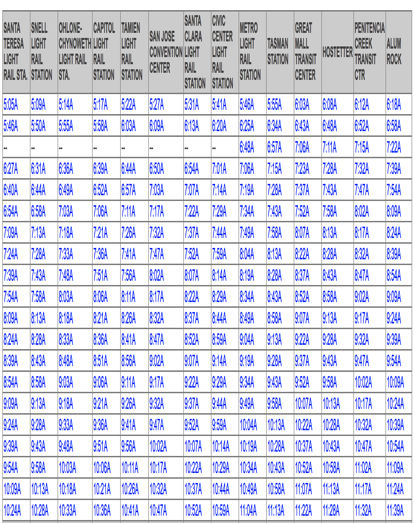 SANTA TERESA LIGHT RAIL STA.
SNELL LIGHT RAIL STATION
OHLONE-CHYNOWETH LIGHT RAIL STA.
CAPITOL LIGHT RAIL STATION
TAMIEN LIGHT RAIL STATION
SAN JOSE CONVENTION CENTER
SANTA CLARA LIGHT RAIL STATION
CIVIC CENTER LIGHT RAIL STATION
METRO LIGHT RAIL STATION
TASMAN STATION
GREAT MALL TRANSIT CENTER
HOSTETTER
PENITENCIA CREEK TRANSIT CTR
ALUM ROCK
5:05A 5:09A 5:14A 5:17A 5:22A 5:27A 5:31A 5:41A 5:46A 5:55A 6:03A 6:08A 6:12A 6:18A
5:46A 5:50A 5:55A 5:58A 6:03A 6:09A 6:13A 6:20A 6:25A 6:34A 6:43A 6:48A 6:52A 6:58A
-- -- -- -- -- -- -- -- 6:48A 6:57A 7:06A 7:11A 7:15A 7:22A
6:27A 6:31A 6:36A 6:39A 6:44A 6:50A 6:54A 7:01A 7:06A 7:15A 7:23A 7:28A 7:32A 7:39A
6:40A 6:44A 6:49A 6:52A 6:57A 7:03A 7:07A 7:14A 7:19A 7:28A 7:37A 7:43A 7:47A 7:54A
6:54A 6:58A 7:03A 7:06A 7:11A 7:17A 7:22A 7:29A 7:34A 7:43A 7:52A 7:58A 8:02A 8:09A
7:09A 7:13A 7:18A 7:21A 7:26A 7:32A 7:37A 7:44A 7:49A 7:58A 8:07A 8:13A 8:17A 8:24A
7:24A 7:28A 7:33A 7:36A 7:41A 7:47A 7:52A 7:59A 8:04A 8:13A 8:22A 8:28A 8:32A 8:39A
7:39A 7:43A 7:48A 7:51A 7:56A 8:02A 8:07A 8:14A 8:19A 8:28A 8:37A 8:43A 8:47A 8:54A
7:54A 7:58A 8:03A 8:06A 8:11A 8:17A 8:22A 8:29A 8:34A 8:43A 8:52A 8:58A 9:02A 9:09A
8:09A 8:13A 8:18A 8:21A 8:26A 8:32A 8:37A 8:44A 8:49A 8:58A 9:07A 9:13A 9:17A 9:24A
8:24A 8:28A 8:33A 8:36A 8:41A 8:47A 8:52A 8:59A 9:04A 9:13A 9:22A 9:28A 9:32A 9:39A
8:39A 8:43A 8:48A 8:51A 8:56A 9:02A 9:07A 9:14A 9:19A 9:28A 9:37A 9:43A 9:47A 9:54A
8:54A 8:58A 9:03A 9:06A 9:11A 9:17A 9:22A 9:29A 9:34A 9:43A 9:52A 9:58A 10:02A 10:09A
9:09A 9:13A 9:18A 9:21A 9:26A 9:32A 9:37A 9:44A 9:49A 9:58A 10:07A 10:13A 10:17A 10:24A
9:24A 9:28A 9:33A 9:36A 9:41A 9:47A 9:52A 9:59A 10:04A 10:13A 10:22A 10:28A 10:32A 10:39A
9:39A 9:43A 9:48A 9:51A 9:56A 10:02A 10:07A 10:14A 10:19A 10:28A 10:37A 10:43A 10:47A 10:54A
9:54A 9:58A 10:03A 10:06A 10:11A 10:17A 10:22A 10:29A 10:34A 10:43A 10:52A 10:58A 11:02A 11:09A
10:09A 10:13A 10:18A 10:21A 10:26A 10:32A 10:37A 10:44A 10:49A 10:58A 11:07A 11:13A 11:17A 11:24A
10:24A 10:28A 10:33A 10:36A 10:41A 10:47A 10:52A 10:59A 11:04A 11:13A 11:22A 11:28A 11:32A 11:39A